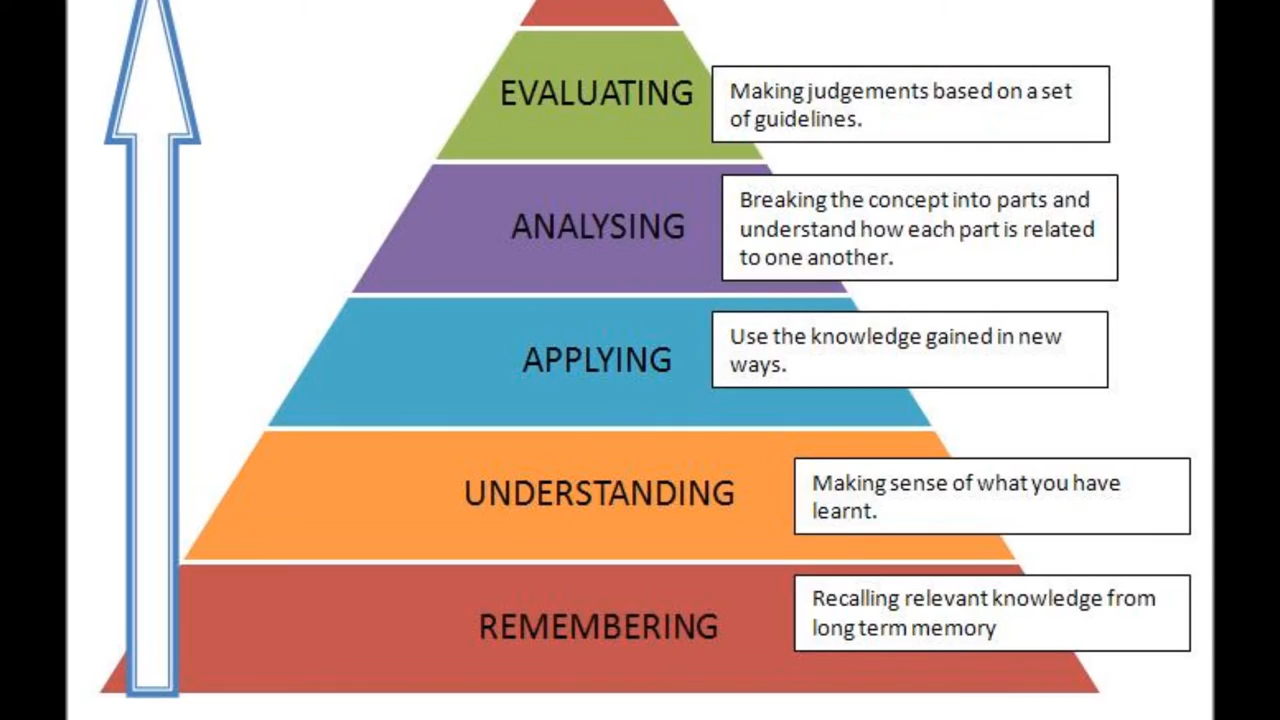 EVALUATING
Making judgements based on a set
of guidelines.
ANALYSING
Breaking the concept into parts and
understand how each part is related
to one another.
APPLYING
Use the knowledge gained in new
ways.
UNDERSTANDING
Making sense of what you have
learnt.
REMEMBERING
Recalling relevant knowledge from
long term memory